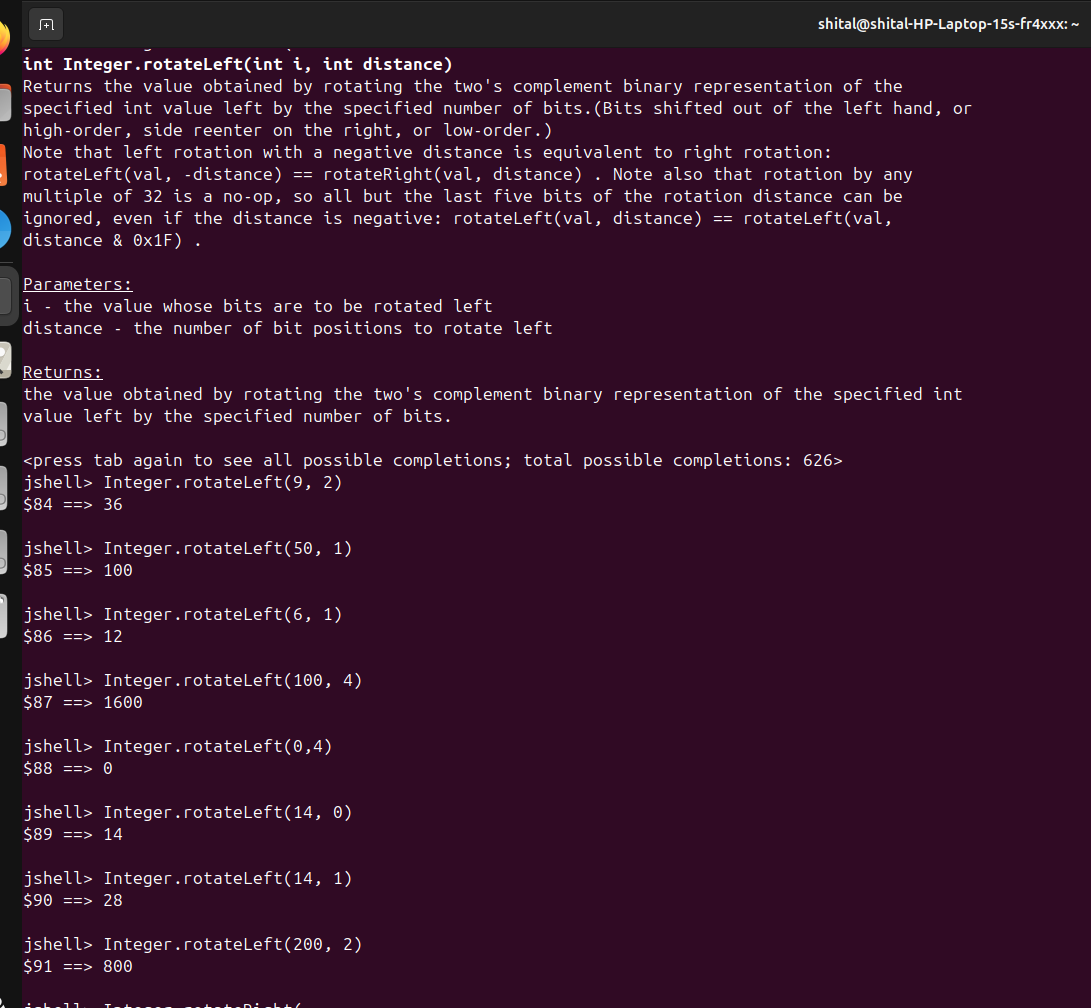 shital@shital-HP-Laptop-15s-fr4xxx: ~
int Integer.rotateLeft(int i, int distance)
Returns the value obtained by rotating the two's complement binary representation of the
specified int value left by the specified number of bits.(Bits shifted out of the left hand, or
high-order, side reenter on the right, or low-order.)
Note that left rotation with a negative distance is equivalent to right rotation:
rotateLeft(val, -distance) == rotateRight(val, distance) . Note also that rotation by any
multiple of 32 is a no-op, so all but the last five bits of the rotation distance can be
ignored, even if the distance is negative: rotateLeft(val, distance) == rotateLeft(val,
distance & 0x1F) .
Parameters:
i - the value whose bits are to be rotated left
distance - the number of bit positions to rotate left
Returns:
the value obtained by rotating the two's complement binary representation of the specified int
value left by the specified number of bits.
<press tab again to see all possible completions; total possible completions: 626>
jshell> Integer.rotateLeft(9, 2)
$84 ==> 36
jshell> Integer.rotateLeft(50, 1)
$85 ==> 100
jshell> Integer.rotateLeft(6, 1)
$86 ==> 12
jshell> Integer.rotateLeft(100, 4)
$87 ==> 1600
jshell> Integer.rotateLeft(0,4)
$88 ==> 0
jshell> Integer.rotateLeft(14, 0)
$89 ==> 14
jshell> Integer.rotateLeft(14, 1)
$90 ==> 28
jshell> Integer.rotateLeft(200, 2)
$91 ==> 800
jshell> Integer.rotateRight(